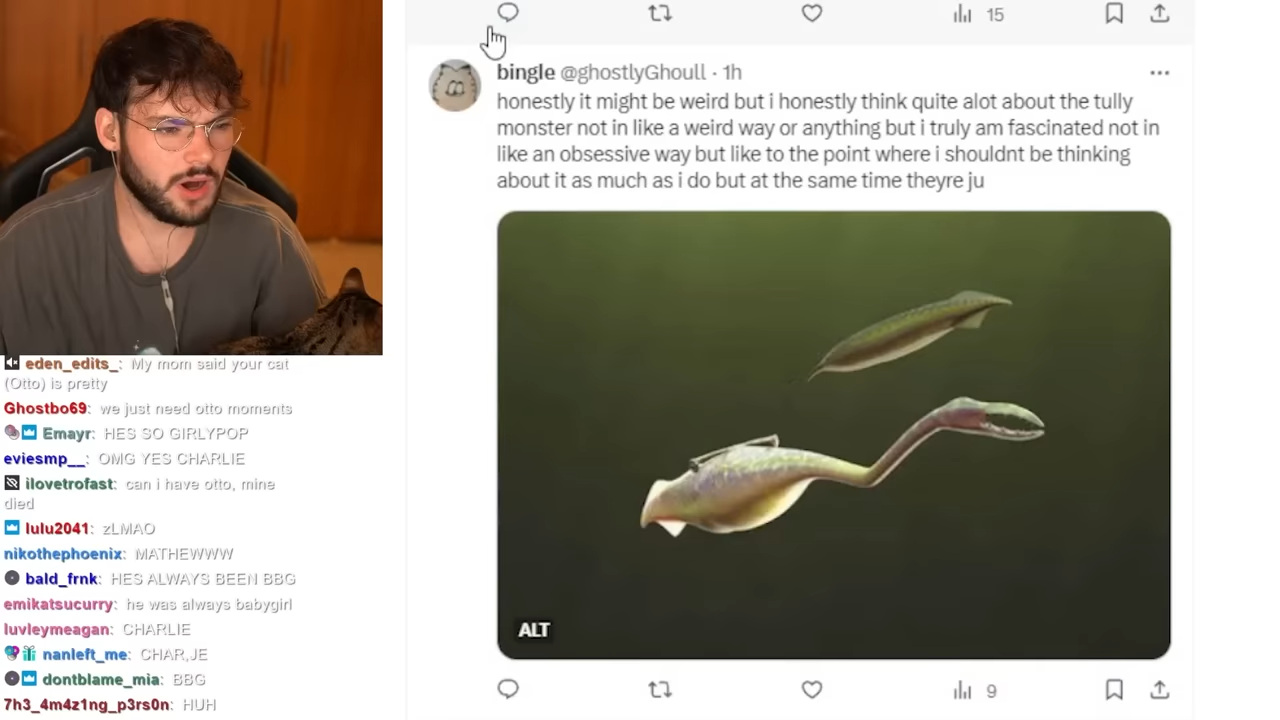 15
bingle @ghostlyGhoull · 1h
honestly it might be weird but i honestly think quite alot about the tully
monster not in like a weird way or anything but i truly am fascinated not in
like an obsessive way but like to the point where i shouldnt be thinking
about it as much as i do but at the same time theyre ju
ALT
9
eden_edits_: My mom said your cat
(Otto) is pretty
Ghostbo69: we just need otto moments
Emayr: HES SO GIRLYPOP
eviesmp__: OMG YES CHARLIE
ilovetrofast: can i have otto, mine
died
lulu2041: zLMAO
nikothephoenix: MATHEWWW
bald_frnk: HES ALWAYS BEEN BBG
emikatsucurry: he was always babygirl
luvleymeagan: CHARLIE
nanleft_me: CHAR,JE
dontblame_mia: BBG
7h3_4m4z1ng_p3rs0n: HUH